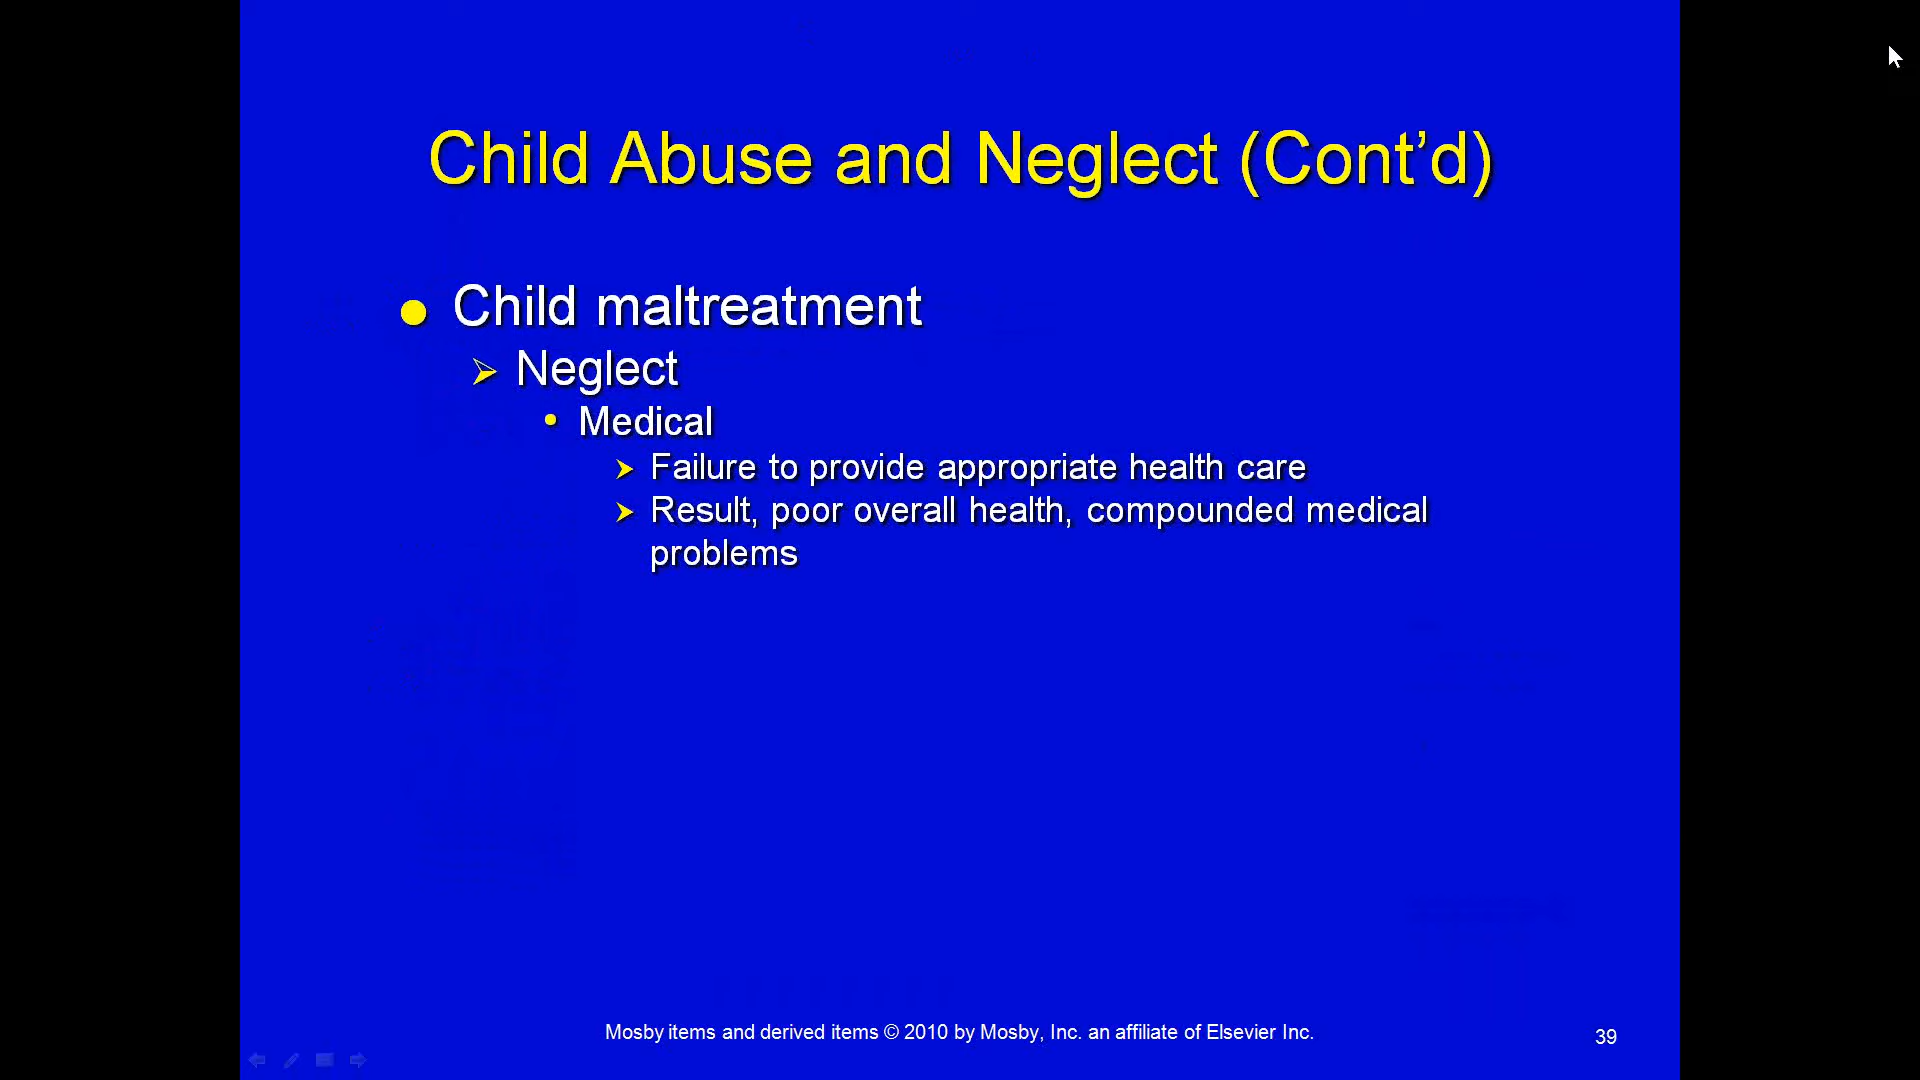 Child Abuse and Neglect (Cont’d)
Child maltreatment
Neglect
Medical
Failure to provide appropriate health care
Result, poor overall health, compounded medical
problems
Mosby items and derived items © 2010 by Mosby, Inc. an affiliate of Elsevier Inc.
39